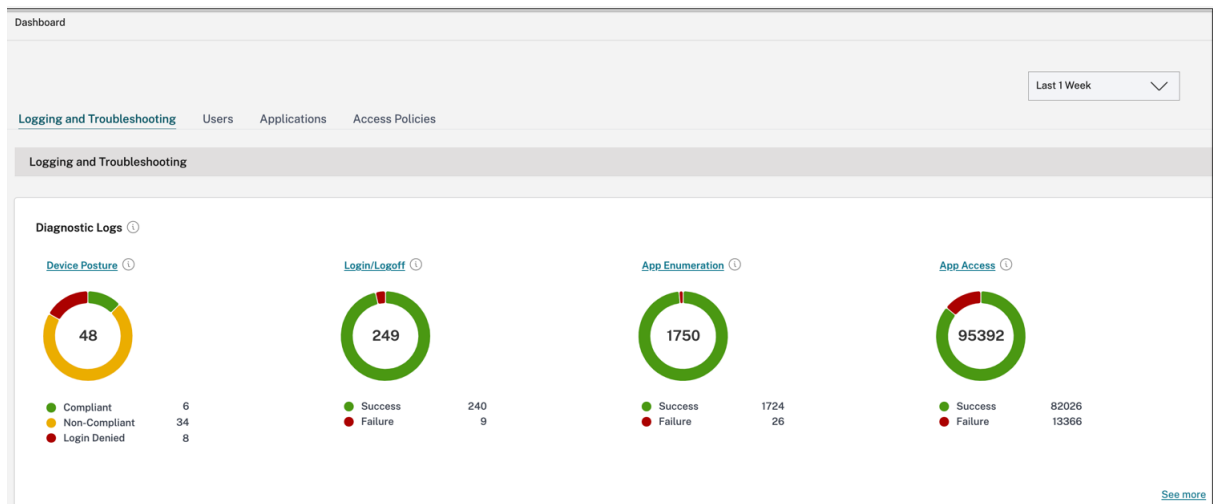 Dashboard
Last 1 Week
Logging and Troubleshooting Users Applications Access Policies
Logging and Troubleshooting
Diagnostic Logs
Device Posture Login/Logoff App Enumeration App Access
48 249 1750 95392
Compliant 6 Success 240 Success 1724 Success 82026
Non-Compliant 34 Failure 9 Failure 26 Failure 13366
Login Denied 8
See more